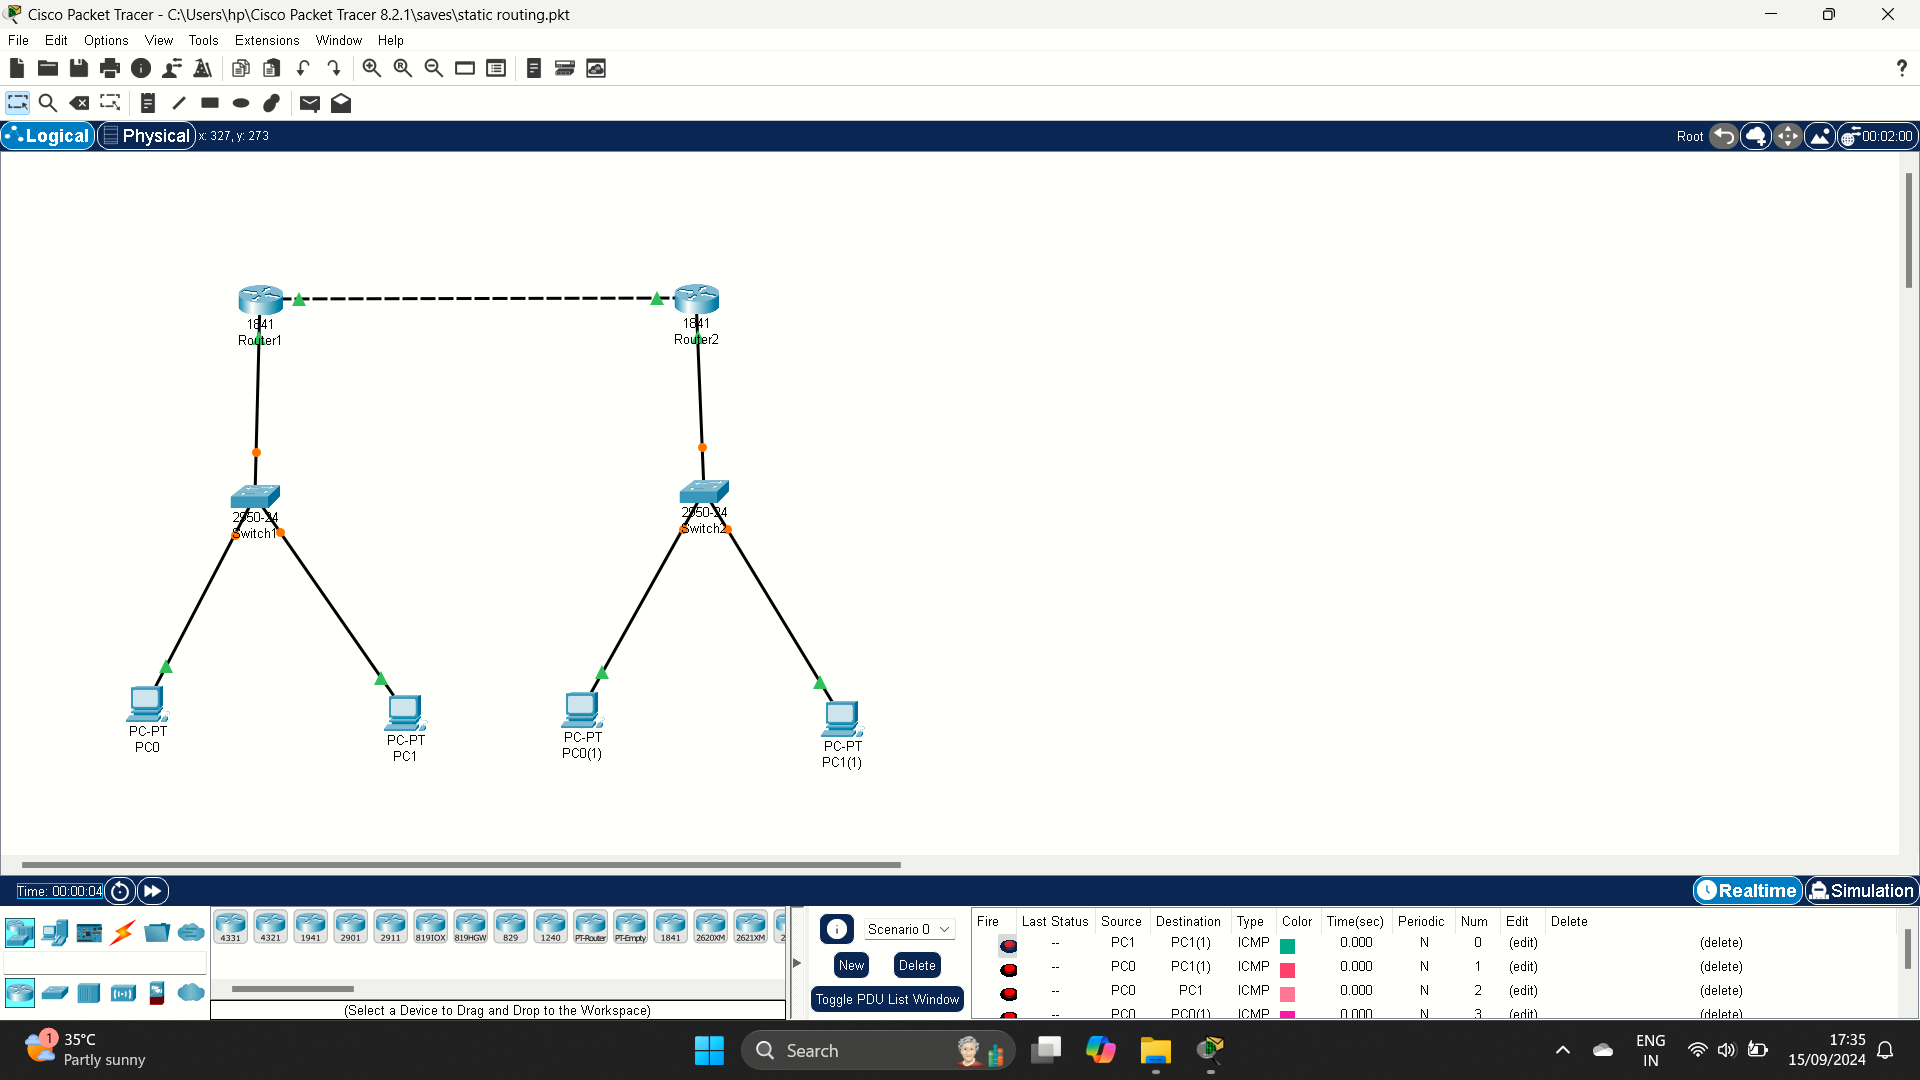 Cisco Packet Tracer - C:\Users\hp\Cisco Packet Tracer 8.2.1\saves\static routing.pkt
File Edit Options View Tools Extensions Window Help
?
Logical Physical x: 327, y: 273 Root 00:02:00
1841
Router1
1841
Router2
2950-24
Switch1
2950-24
Switch2
PC-PT
PC0
PC-PT
PC1
PC-PT
PC0(1)
PC-PT
PC1(1)
Time: 00:00:04 Realtime Simulation
4331 4321 1941 2901 2911 819IOX 819HGW 829 1240 PT-Router PT-Empty 1841 2620XM 2621XM 2
(Select a Device to Drag and Drop to the Workspace)
Scenario 0
New Delete
Toggle PDU List Window
Fire Last Status Source Destination Type Color Time(sec) Periodic Num Edit Delete
-- PC1 PC1(1) ICMP 0.000 N 0 (edit) (delete)
-- PC0 PC1(1) ICMP 0.000 N 1 (edit) (delete)
-- PC0 PC1 ICMP 0.000 N 2 (edit) (delete)
-- PC0 PC0(1) ICMP 0.000 N 3 (edit) (delete)
1
35°C
Partly sunny
Search
ENG
IN
17:35
15/09/2024